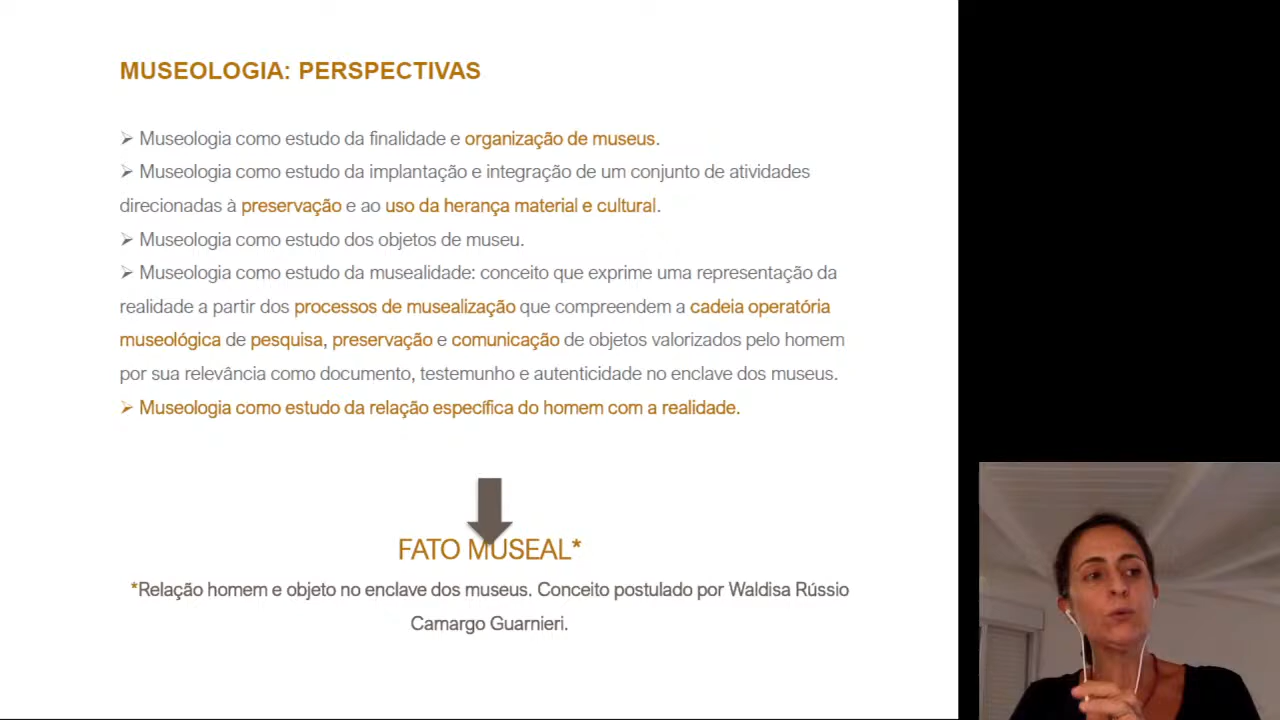 MUSEOLOGIA: PERSPECTIVAS
➢ Museologia como estudo da finalidade e organização de museus.
➢ Museologia como estudo da implantação e integração de um conjunto de atividades
direcionadas à preservação e ao uso da herança material e cultural.
➢ Museologia como estudo dos objetos de museu.
➢ Museologia como estudo da musealidade: conceito que exprime uma representação da
realidade a partir dos processos de musealização que compreendem a cadeia operatória
museológica de pesquisa, preservação e comunicação de objetos valorizados pelo homem
por sua relevância como documento, testemunho e autenticidade no enclave dos museus.
➢ Museologia como estudo da relação específica do homem com a realidade.
FATO MUSEAL*
*Relação homem e objeto no enclave dos museus. Conceito postulado por Waldisa Rússio
Camargo Guarnieri.